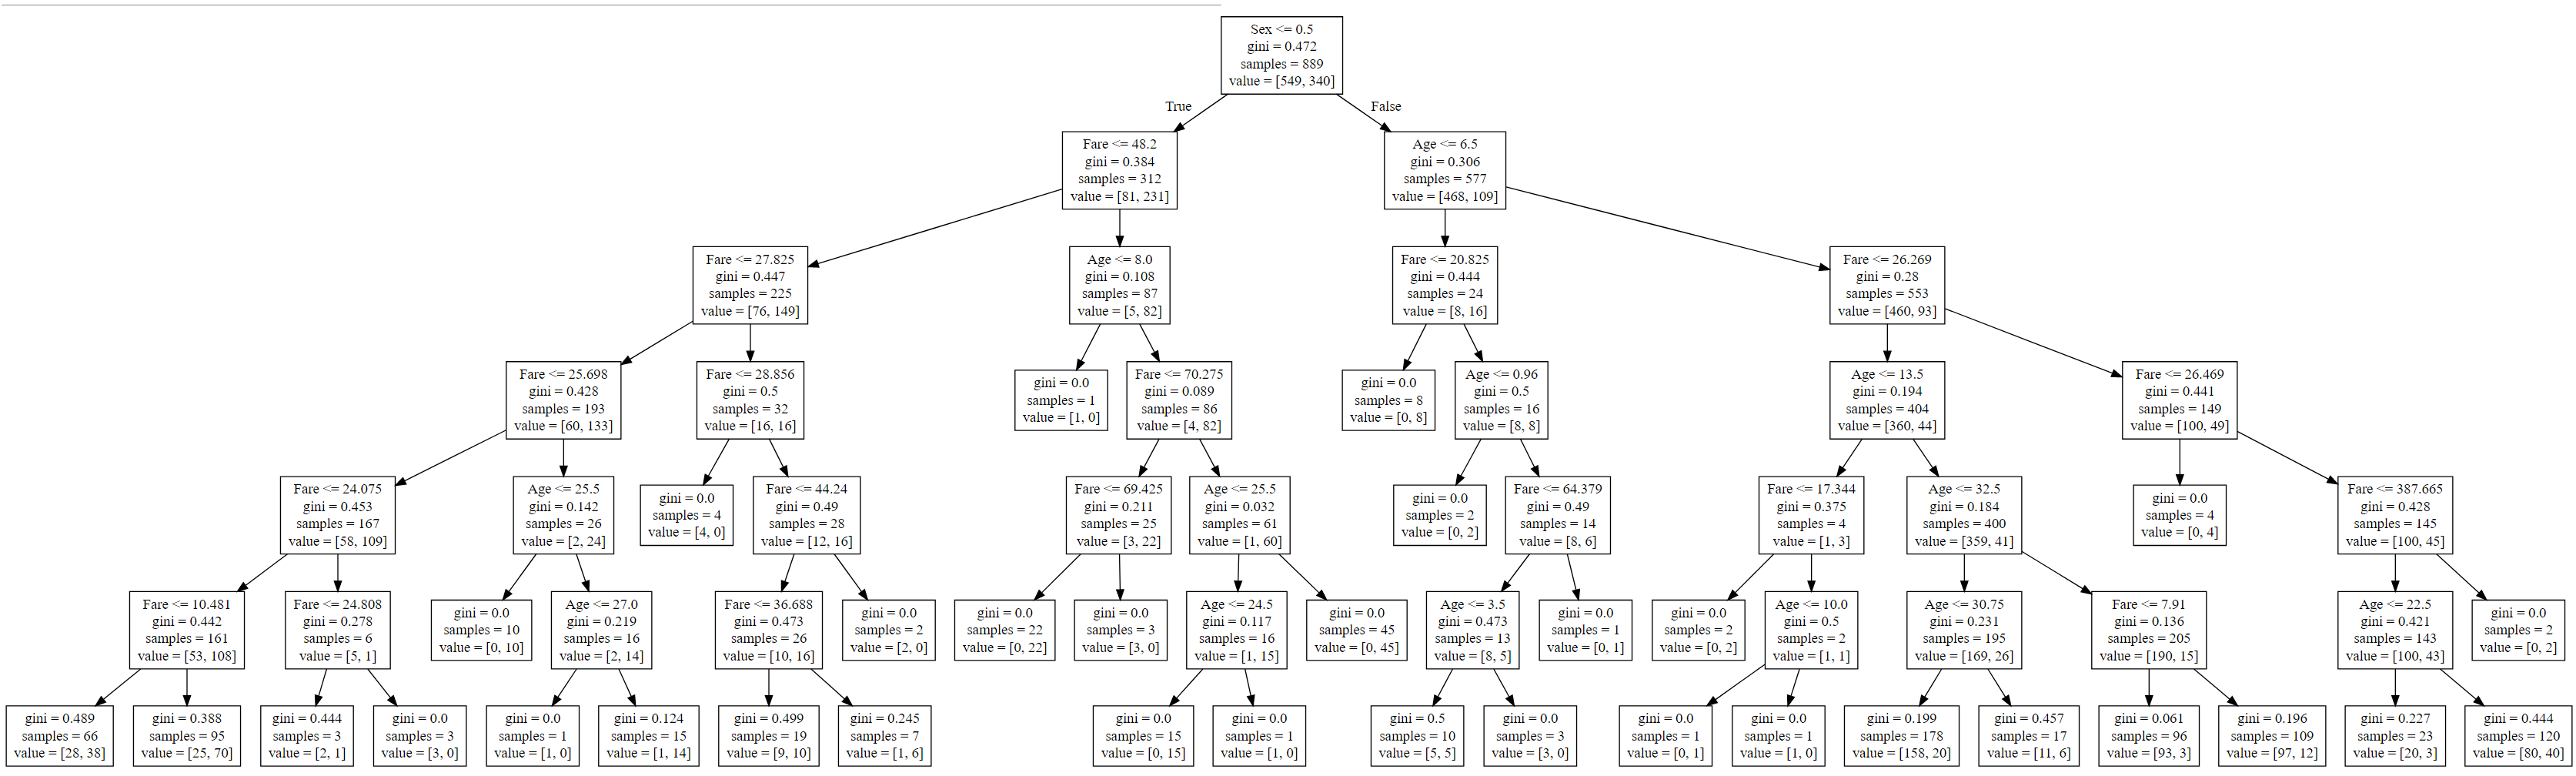 Sex <= 0.5
gini = 0.472
samples = 889
value = [549, 340]
True
False
Fare <= 48.2
gini = 0.384
samples = 312
value = [81, 231]
Age <= 6.5
gini = 0.306
samples = 577
value = [468, 109]
Fare <= 27.825
gini = 0.447
samples = 225
value = [76, 149]
Age <= 8.0
gini = 0.108
samples = 87
value = [5, 82]
Fare <= 20.825
gini = 0.444
samples = 24
value = [8, 16]
Fare <= 26.269
gini = 0.28
samples = 553
value = [460, 93]
Fare <= 25.698
gini = 0.428
samples = 193
value = [60, 133]
Fare <= 28.856
gini = 0.5
samples = 32
value = [16, 16]
gini = 0.0
samples = 1
value = [1, 0]
Fare <= 70.275
gini = 0.089
samples = 86
value = [4, 82]
gini = 0.0
samples = 8
value = [0, 8]
Age <= 0.96
gini = 0.5
samples = 16
value = [8, 8]
Age <= 13.5
gini = 0.194
samples = 404
value = [360, 44]
Fare <= 26.469
gini = 0.441
samples = 149
value = [100, 49]
Fare <= 24.075
gini = 0.453
samples = 167
value = [58, 109]
Age <= 25.5
gini = 0.142
samples = 26
value = [2, 24]
gini = 0.0
samples = 4
value = [4, 0]
Fare <= 44.24
gini = 0.49
samples = 28
value = [12, 16]
Fare <= 69.425
gini = 0.211
samples = 25
value = [3, 22]
Age <= 25.5
gini = 0.032
samples = 61
value = [1, 60]
gini = 0.0
samples = 2
value = [0, 2]
Fare <= 64.379
gini = 0.49
samples = 14
value = [8, 6]
Fare <= 17.344
gini = 0.375
samples = 4
value = [1, 3]
Age <= 32.5
gini = 0.184
samples = 400
value = [359, 41]
gini = 0.0
samples = 4
value = [0, 4]
Fare <= 387.665
gini = 0.428
samples = 145
value = [100, 45]
Fare <= 10.481
gini = 0.442
samples = 161
value = [53, 108]
Fare <= 24.808
gini = 0.278
samples = 6
value = [5, 1]
gini = 0.0
samples = 10
value = [0, 10]
Age <= 27.0
gini = 0.219
samples = 16
value = [2, 14]
Fare <= 36.688
gini = 0.473
samples = 26
value = [10, 16]
gini = 0.0
samples = 2
value = [2, 0]
gini = 0.0
samples = 22
value = [0, 22]
gini = 0.0
samples = 3
value = [3, 0]
Age <= 24.5
gini = 0.117
samples = 16
value = [1, 15]
gini = 0.0
samples = 45
value = [0, 45]
Age <= 3.5
gini = 0.473
samples = 13
value = [8, 5]
gini = 0.0
samples = 1
value = [0, 1]
gini = 0.0
samples = 2
value = [0, 2]
Age <= 10.0
gini = 0.5
samples = 2
value = [1, 1]
Age <= 30.75
gini = 0.231
samples = 195
value = [169, 26]
Fare <= 7.91
gini = 0.136
samples = 205
value = [190, 15]
Age <= 22.5
gini = 0.421
samples = 143
value = [100, 43]
gini = 0.0
samples = 2
value = [0, 2]
gini = 0.489
samples = 66
value = [28, 38]
gini = 0.388
samples = 95
value = [25, 70]
gini = 0.444
samples = 3
value = [2, 1]
gini = 0.0
samples = 3
value = [3, 0]
gini = 0.0
samples = 1
value = [1, 0]
gini = 0.124
samples = 15
value = [1, 14]
gini = 0.499
samples = 19
value = [9, 10]
gini = 0.245
samples = 7
value = [1, 6]
gini = 0.0
samples = 15
value = [0, 15]
gini = 0.0
samples = 1
value = [1, 0]
gini = 0.5
samples = 10
value = [5, 5]
gini = 0.0
samples = 3
value = [3, 0]
gini = 0.0
samples = 1
value = [0, 1]
gini = 0.0
samples = 1
value = [1, 0]
gini = 0.199
samples = 178
value = [158, 20]
gini = 0.457
samples = 17
value = [11, 6]
gini = 0.061
samples = 96
value = [93, 3]
gini = 0.196
samples = 109
value = [97, 12]
gini = 0.227
samples = 23
value = [20, 3]
gini = 0.444
samples = 120
value = [80, 40]